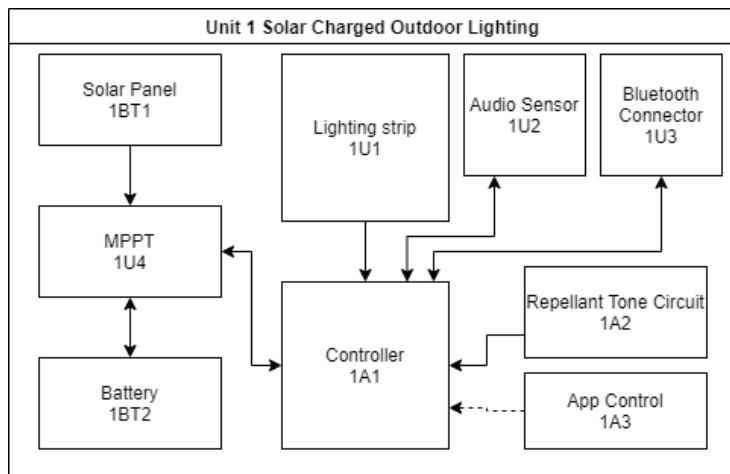 Unit 1 Solar Charged Outdoor Lighting
Solar Panel
1BT1
Lighting strip
1U1
Audio Sensor
1U2
Bluetooth
Connector
1U3
MPPT
1U4
Repellant Tone Circuit
1A2
Controller
1A1
Battery
1BT2
App Control
1A3